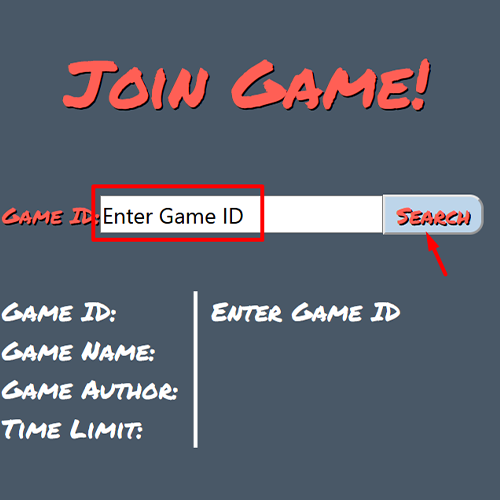 Join Game!
Game ID: Enter Game ID Search
Game ID: Enter Game ID
Game Name:
Game Author:
Time Limit: